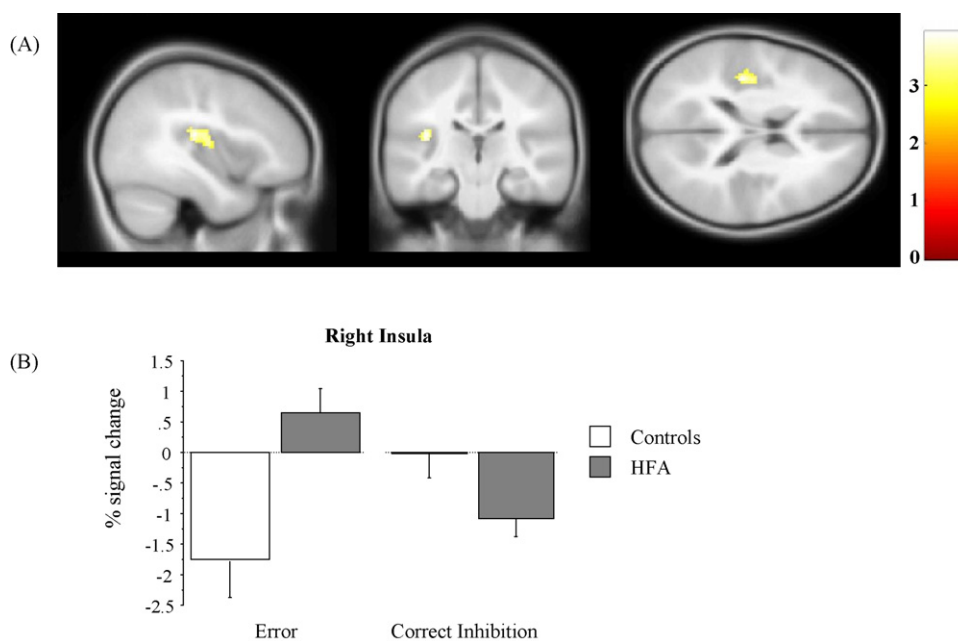 (A)
3
2
1
0
Right Insula
(B)
1.5
1
.5
0
-.5
-1
-1.5
-2
-2.5
% signal change
Error
Correct Inhibition
Controls
HFA